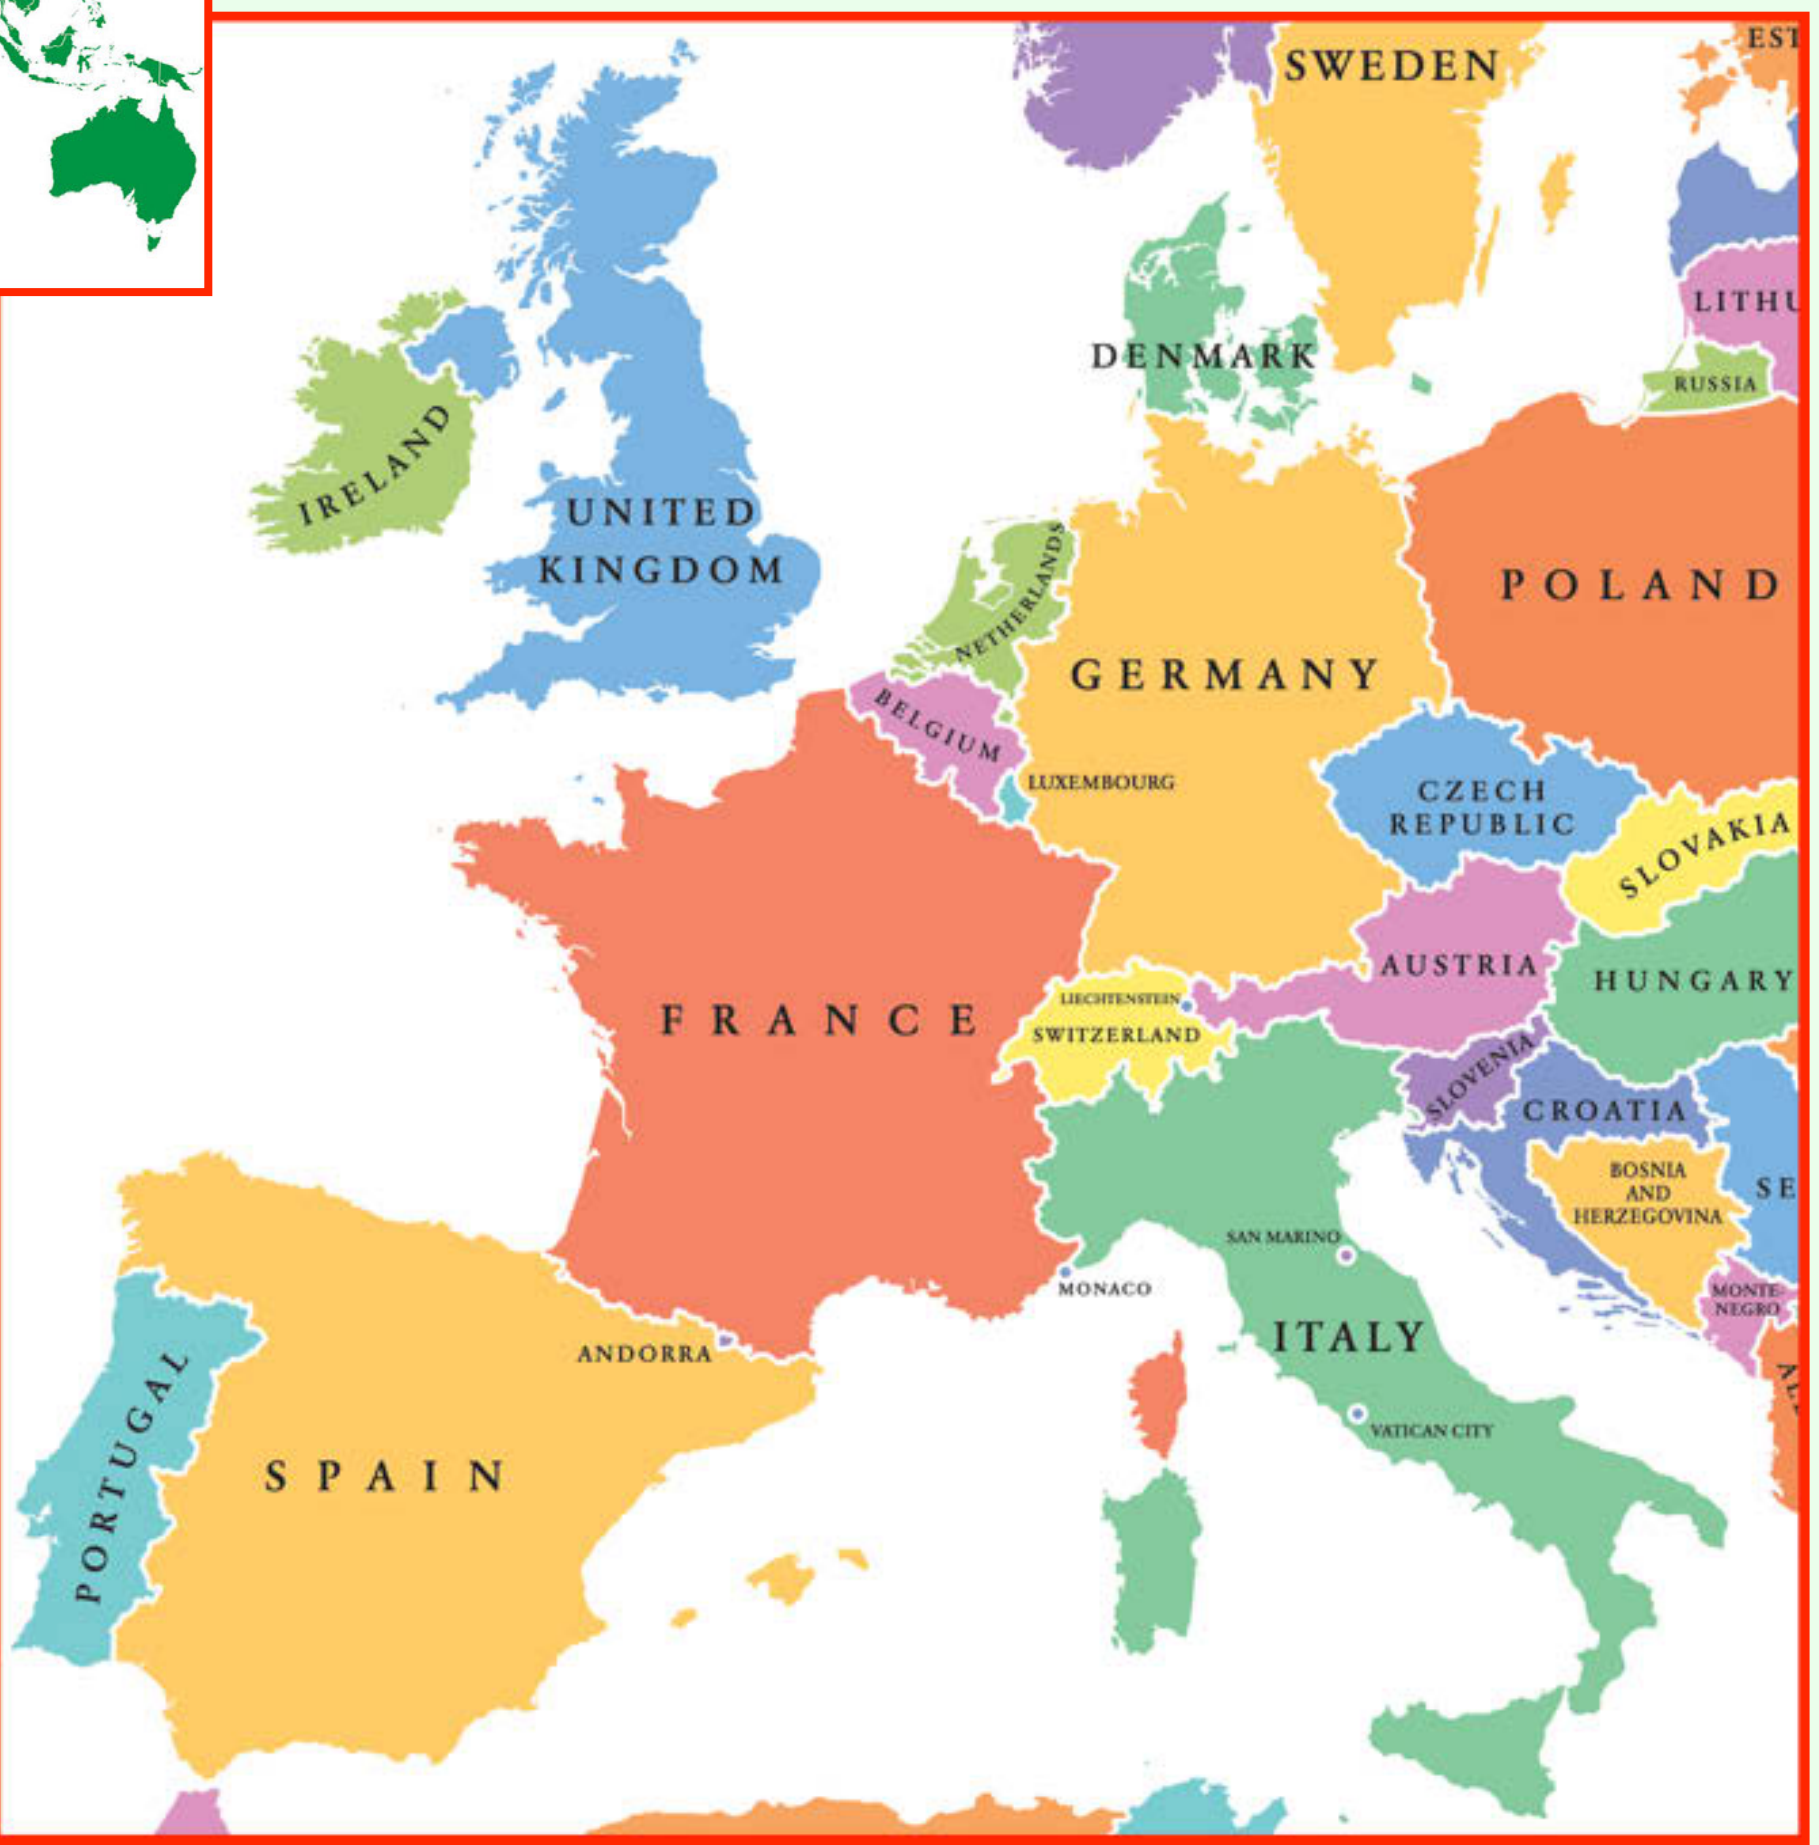 SWEDEN
EST
LITHU
RUSSIA
DENMARK
IRELAND
UNITED
KINGDOM
NETHERLANDS
POLAND
GERMANY
BELGIUM
LUXEMBOURG
CZECH
REPUBLIC
SLOVAKIA
AUSTRIA
HUNGARY
LIECHTENSTEIN
SWITZERLAND
FRANCE
SLOVENIA
CROATIA
BOSNIA
AND
HERZEGOVINA
SE
SAN MARINO
MONACO
MONTE-
NEGRO
ITALY
ANDORRA
AL
VATICAN CITY
PORTUGAL
SPAIN